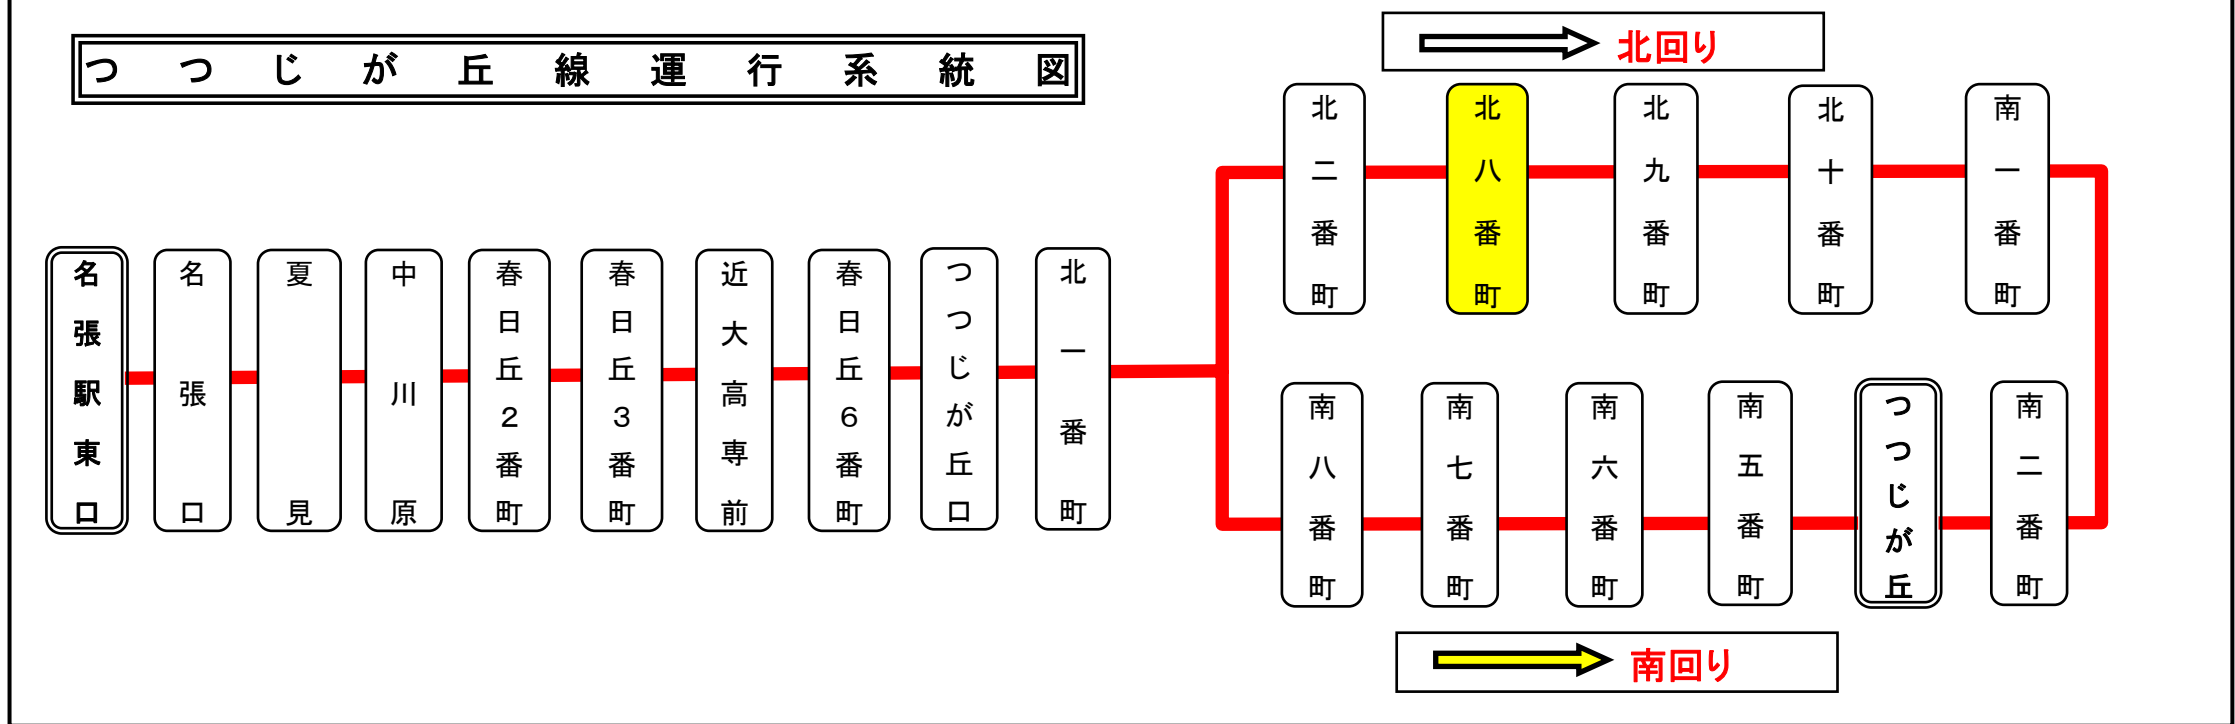 つつじが丘線運行系統図
北回り
北二番町
北八番町
北九番町
北十番町
南一番町
名張駅東口
名張口
夏見
中川原
春日丘2番町
春日丘3番町
近大高専前
春日丘6番町
つつじが丘口
北一番町
南八番町
南七番町
南六番町
南五番町
つつじが丘
南二番町
南回り